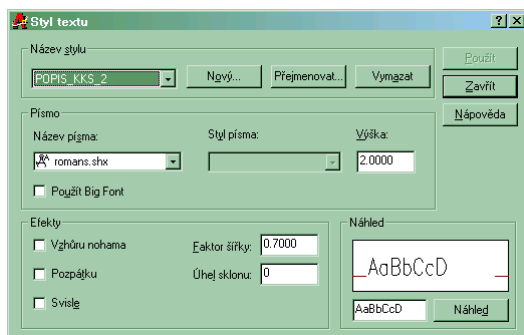 Styl textu
Název stylu
POPIS_KKS_2
Nový...
Přejmenovat...
Vymazat
Použít
Zavřít
Nápověda
Písmo
Název písma:
Styl písma:
Výška:
romans.shx
2.0000
Použít Big Font
Efekty
Vzhůru nohama
Faktor šířky:
0.7000
Pozpátku
Úhel sklonu:
0
Svisle
Náhled
AaBbCcD
AaBbCcD
Náhled